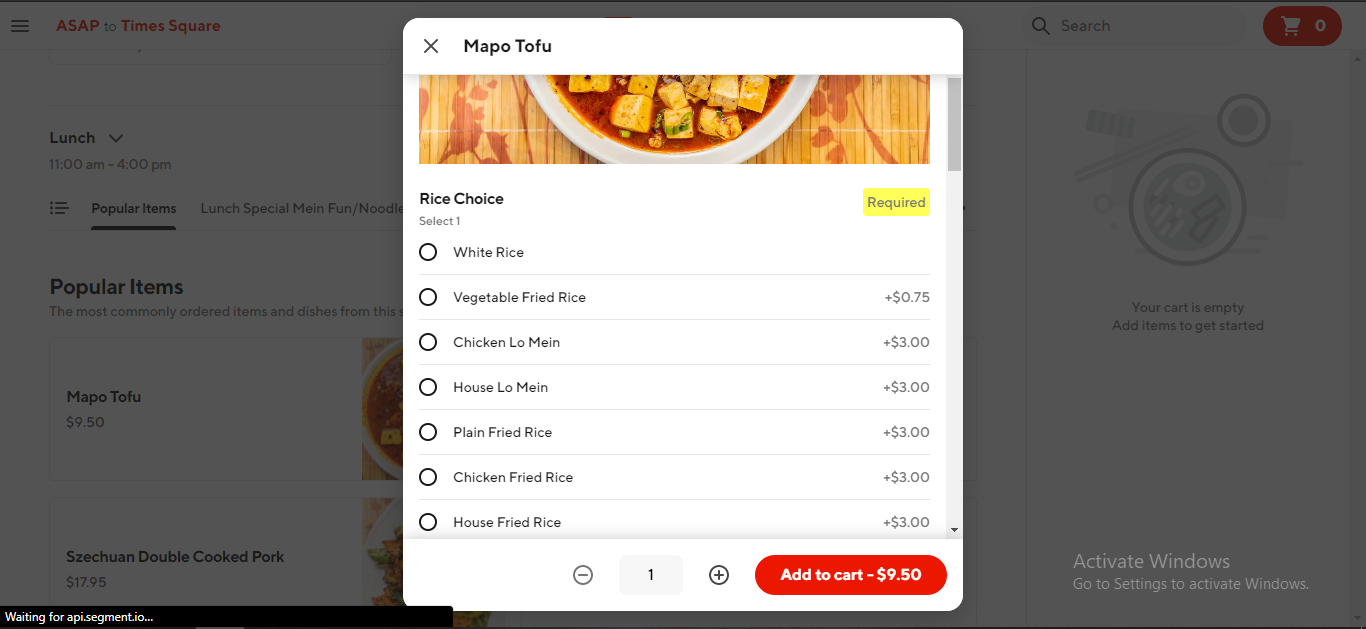 ASAP to Times Square
Mapo Tofu
Search
0
Lunch
11:00 am - 4:00 pm
Popular Items
Lunch Special Mein Fun/Noodle
Popular Items
The most commonly ordered items and dishes from this s
Mapo Tofu
$9.50
Szechuan Double Cooked Pork
$17.95
Rice Choice
Required
Select 1
White Rice
Vegetable Fried Rice
+$0.75
Chicken Lo Mein
+$3.00
House Lo Mein
+$3.00
Plain Fried Rice
+$3.00
Chicken Fried Rice
+$3.00
House Fried Rice
+$3.00
1
Add to cart - $9.50
Your cart is empty
Add items to get started
Activate Windows
Go to Settings to activate Windows.
Waiting for api.segment.io...